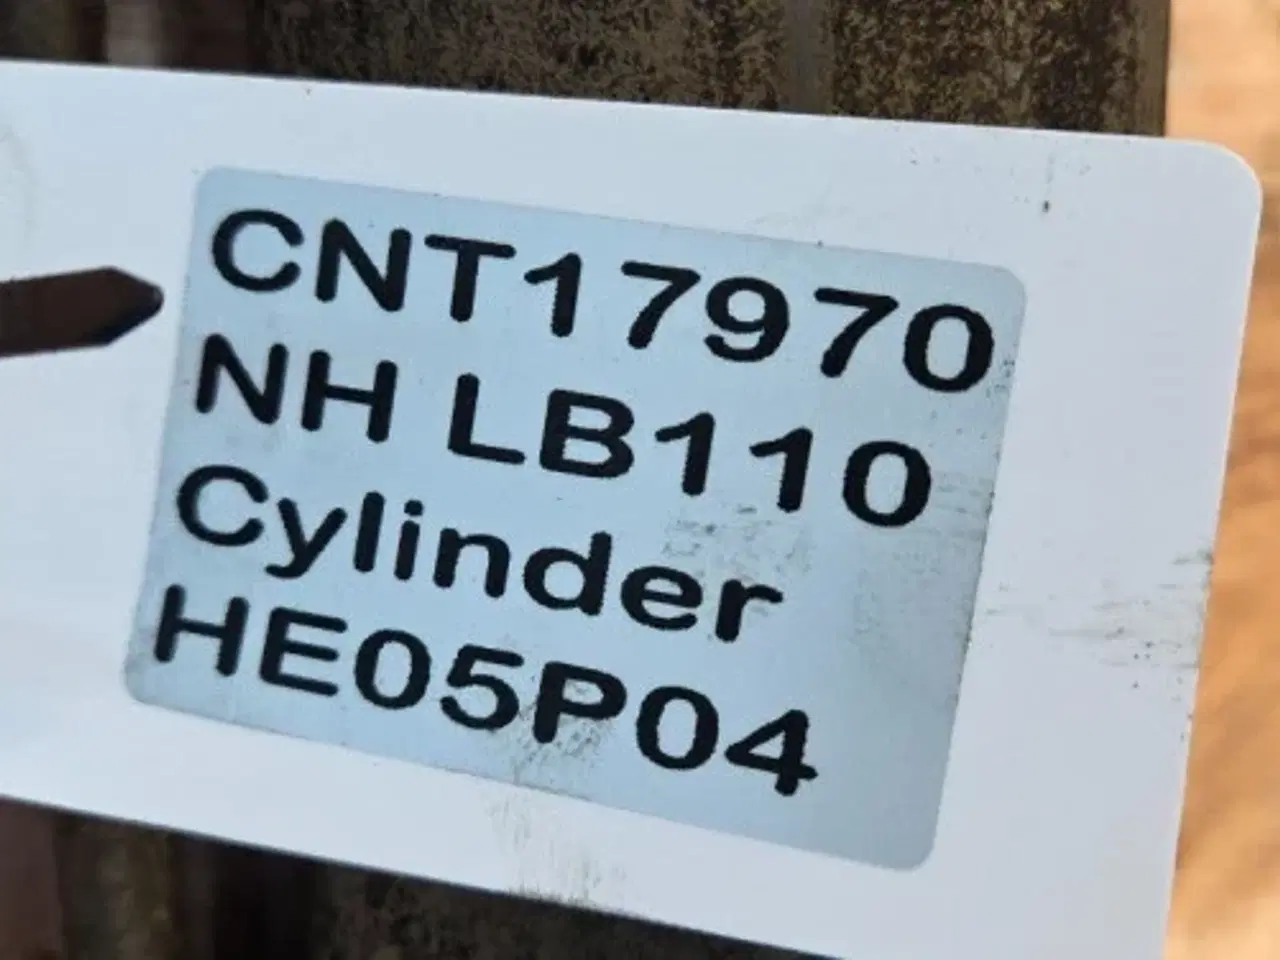 CNT17970
NH LB110
Cylinder
HE05P04